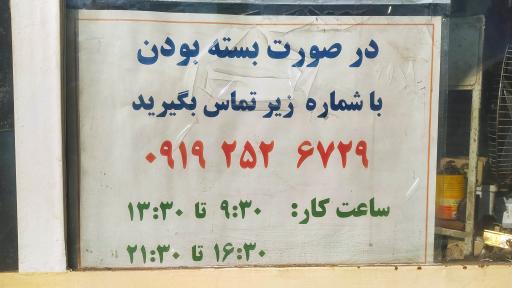 در صورت بسته بودن
با شماره زیر تماس بگیرید
۰۹۱۹ ۲۵۲ ۶۷۲۹
ساعت کار: ۹:۳۰ تا ۱۳:۳۰
۱۶:۳۰ تا ۲۱:۳۰